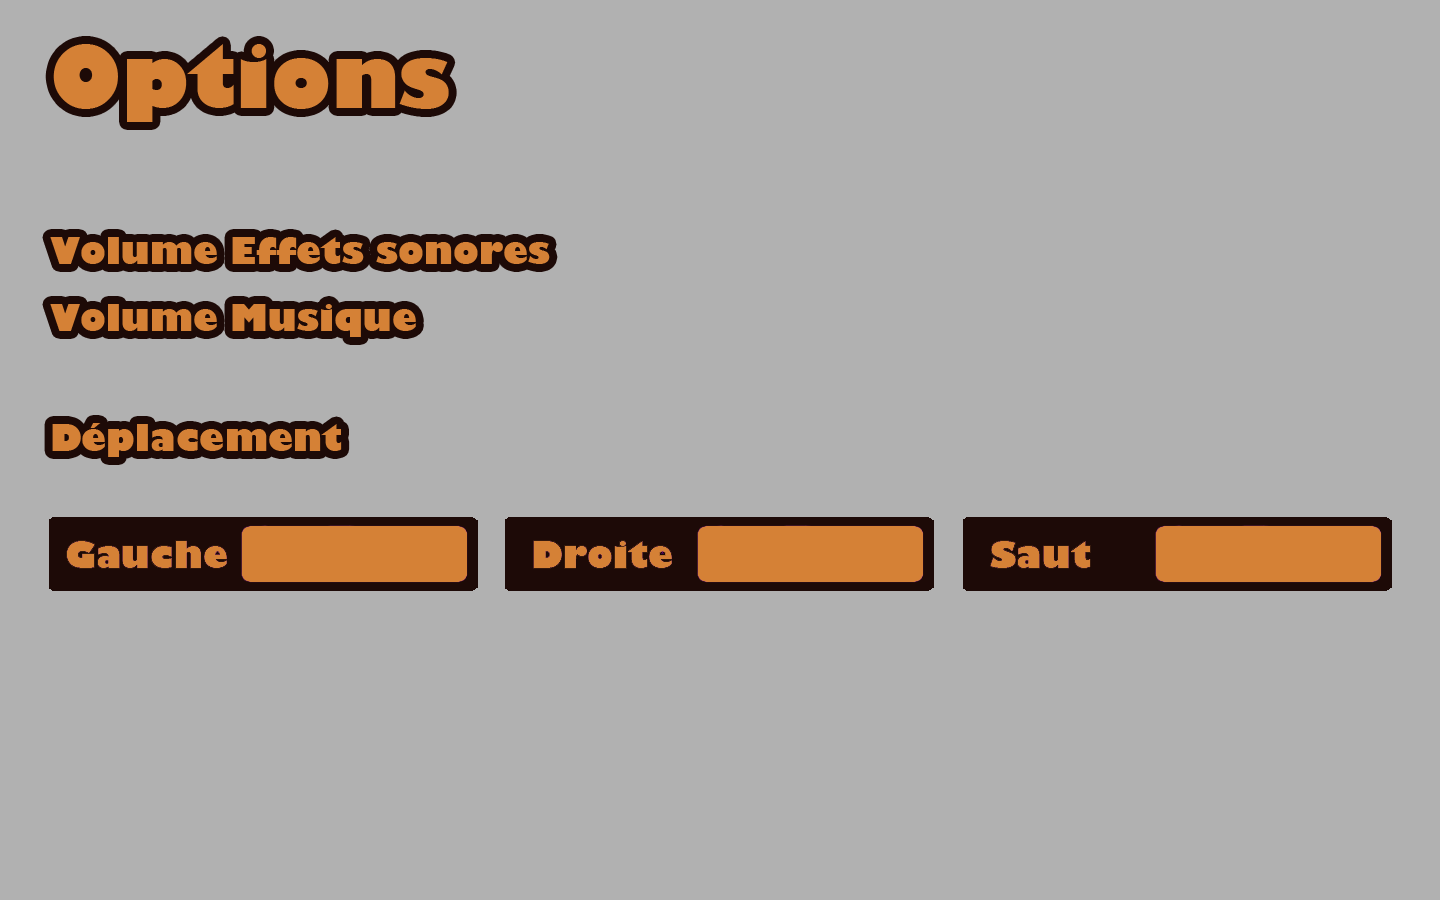 Options
Volume Effets sonores
Volume Musique
Déplacement
Gauche Droite Saut